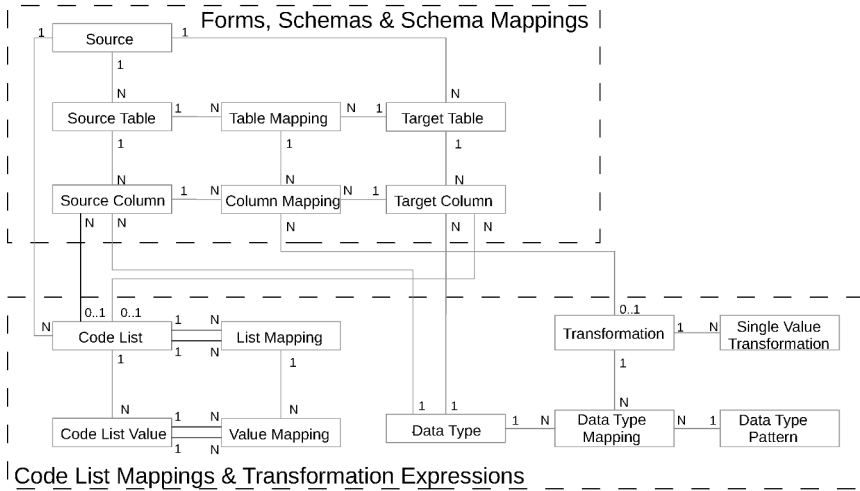 Forms, Schemas & Schema Mappings
1
Source
1
1
N
N
Source Table
1
N
Table Mapping
N
1
Target Table
1
1
1
N
N
N
Source Column
1
N
Column Mapping
N
1
Target Column
N
N
N
N
N
0..1
0..1
0..1
N
Code List
1
N
1
N
List Mapping
Transformation
1
N
Single Value
Transformation
1
1
1
N
N
1
1
N
Code List Value
1
N
1
N
Value Mapping
Data Type
1
N
Data Type
Mapping
N
1
Data Type
Pattern
Code List Mappings & Transformation Expressions